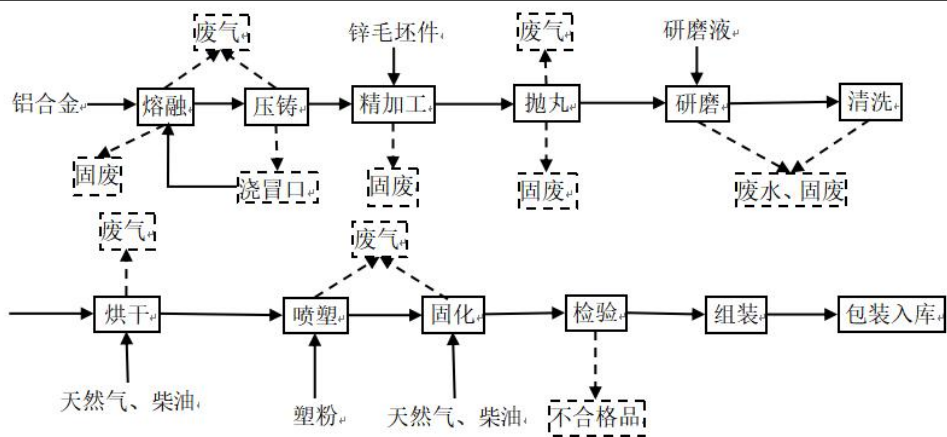 废气
锌毛坯件
废气
研磨液
铝合金
熔融
压铸
精加工
抛丸
研磨
清洗
固废
浇冒口
固废
固废
废水、固废
废气
废气
烘干
喷塑
固化
检验
组装
包装入库
天然气、柴油
塑粉
天然气、柴油
不合格品